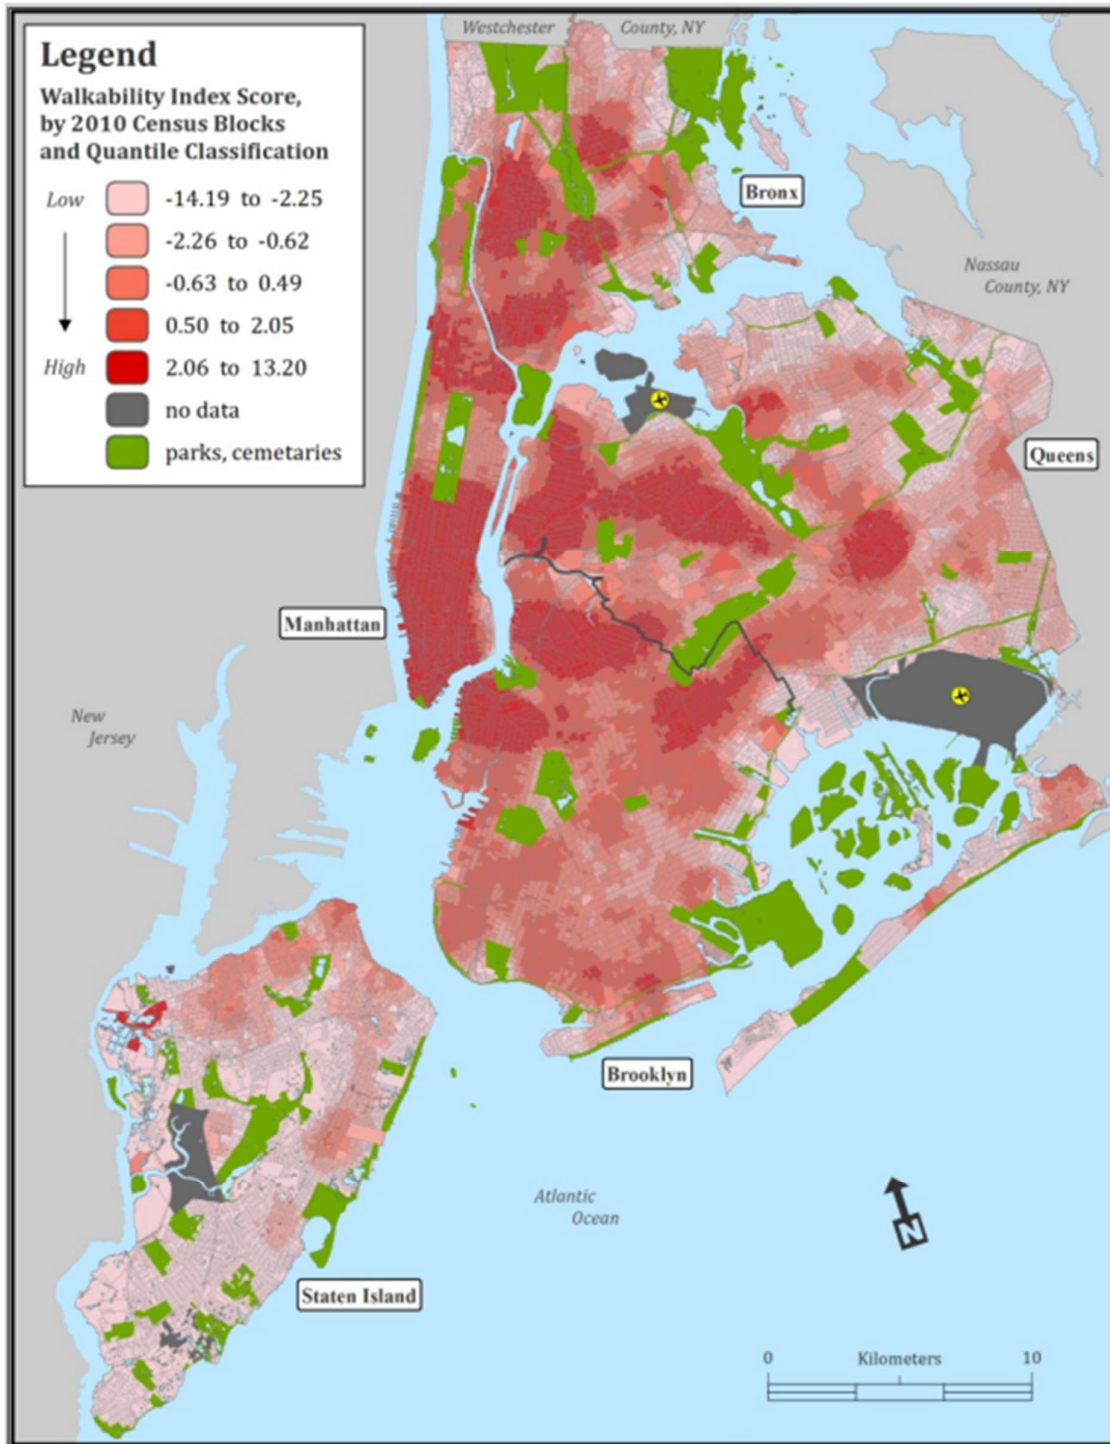 Legend
Walkability Index Score,
by 2010 Census Blocks
and Quantile Classification
Low
-14.19 to -2.25
-2.26 to -0.62
-0.63 to 0.49
0.50 to 2.05
High
2.06 to 13.20
no data
parks, cemetaries
Westchester County, NY
Bronx
Nassau
County, NY
Queens
Manhattan
New
Jersey
Brooklyn
Atlantic
Ocean
N
Staten Island
0 Kilometers 10